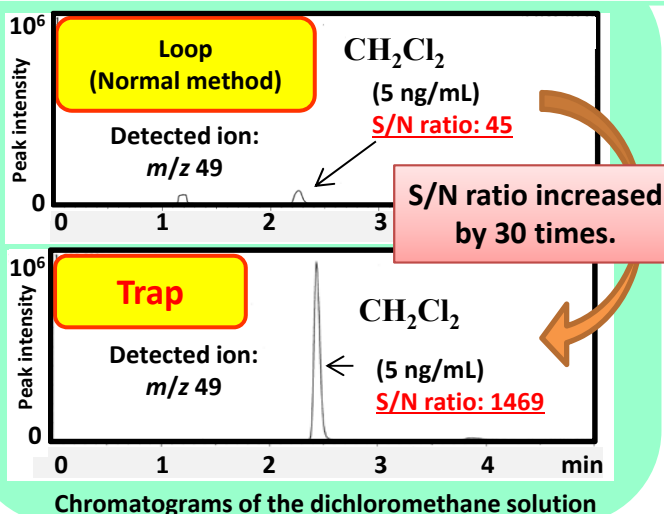 10⁶
Peak intensity
0
Loop
(Normal method)
CH₂Cl₂
(5 ng/mL)
S/N ratio: 45
Detected ion:
m/z 49
0 1 2 3
S/N ratio increased
by 30 times.
10⁶
Peak intensity
0
Trap
CH₂Cl₂
Detected ion:
m/z 49
(5 ng/mL)
S/N ratio: 1469
0 1 2 3 4 min
Chromatograms of the dichloromethane solution